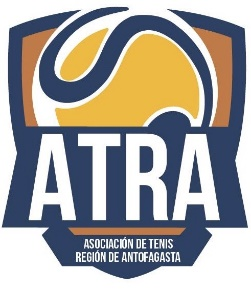 ATRA
ASOCIACIÓN DE TENIS
REGIÓN DE ANTOFAGASTA